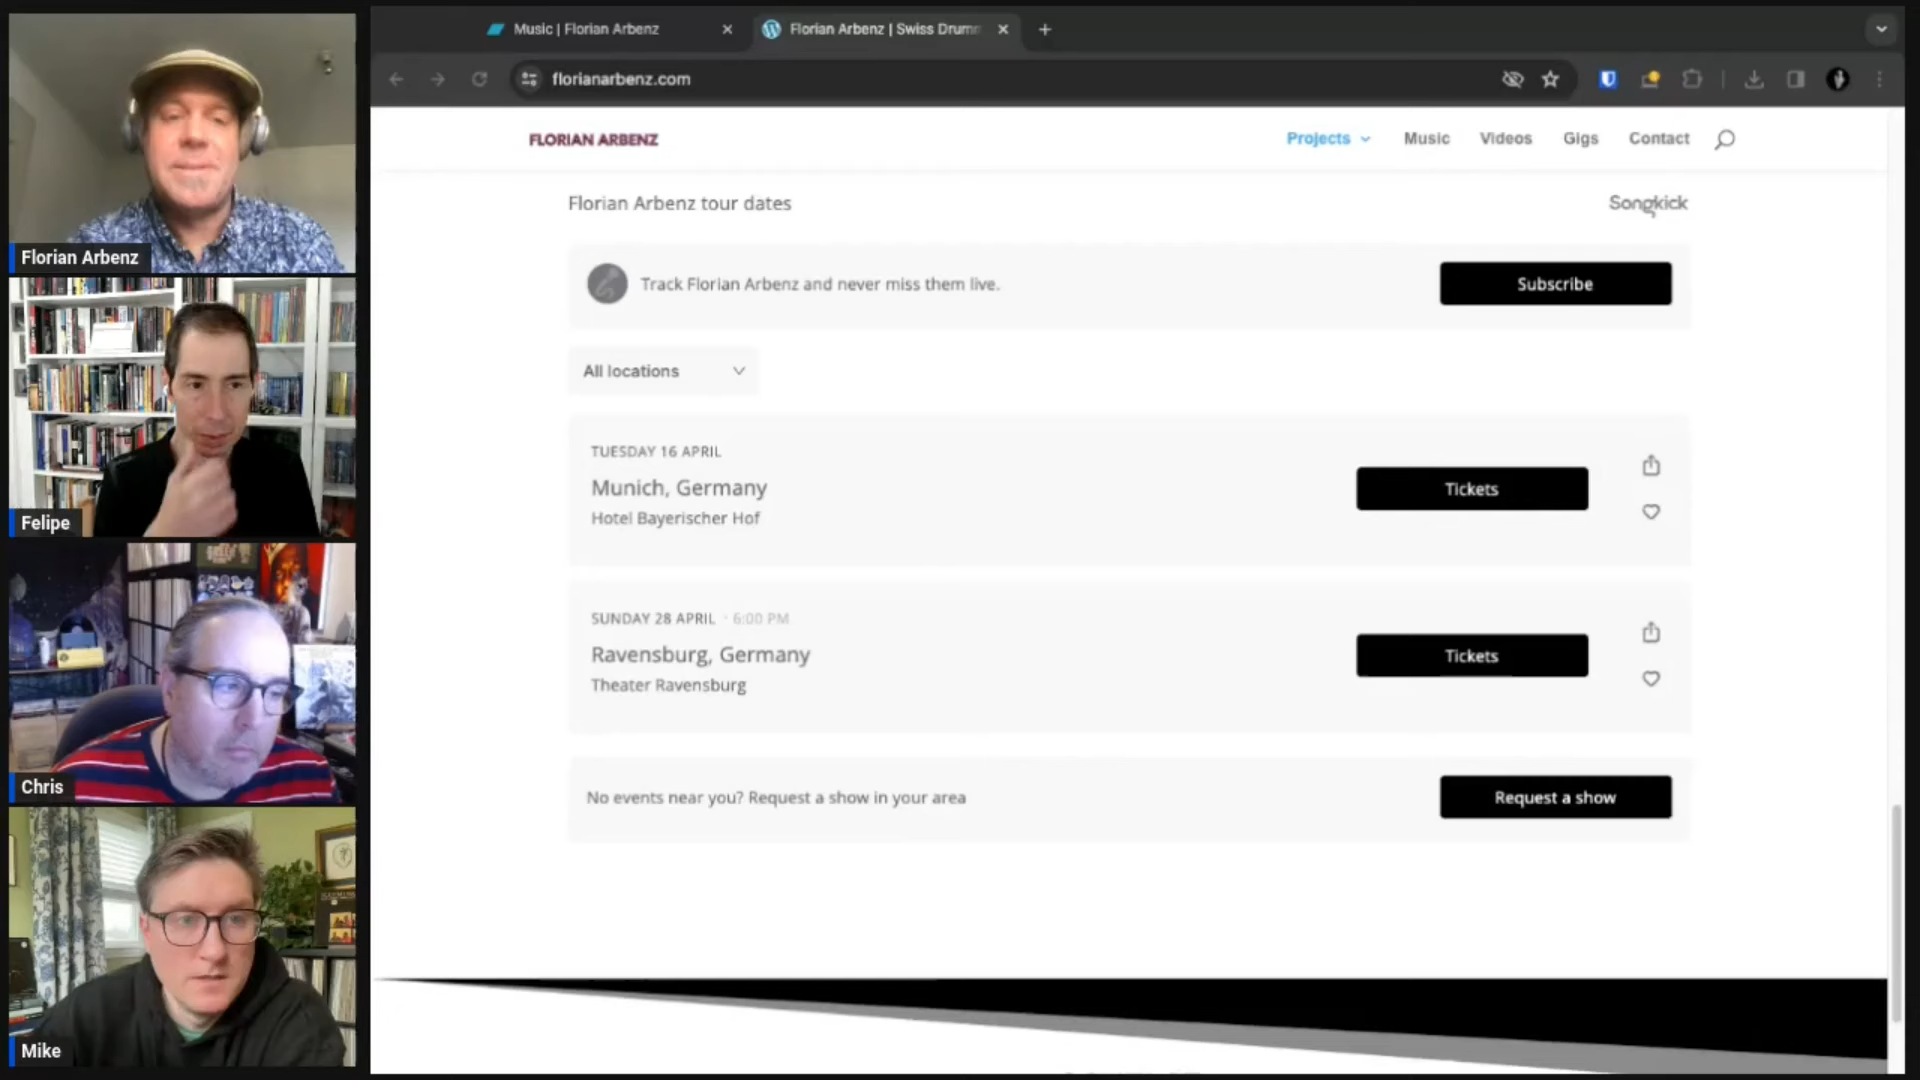 Music | Florian Arbenz
Florian Arbenz | Swiss Drum
florianarbenz.com
FLORIAN ARBENZ
Projects
Music
Videos
Gigs
Contact
Florian Arbenz tour dates
Songkick
Track Florian Arbenz and never miss them live.
Subscribe
All locations
TUESDAY 16 APRIL
Munich, Germany
Hotel Bayerischer Hof
Tickets
SUNDAY 28 APRIL · 6:00 PM
Ravensburg, Germany
Theater Ravensburg
Tickets
No events near you? Request a show in your area
Request a show
Florian Arbenz
Felipe
Chris
Mike